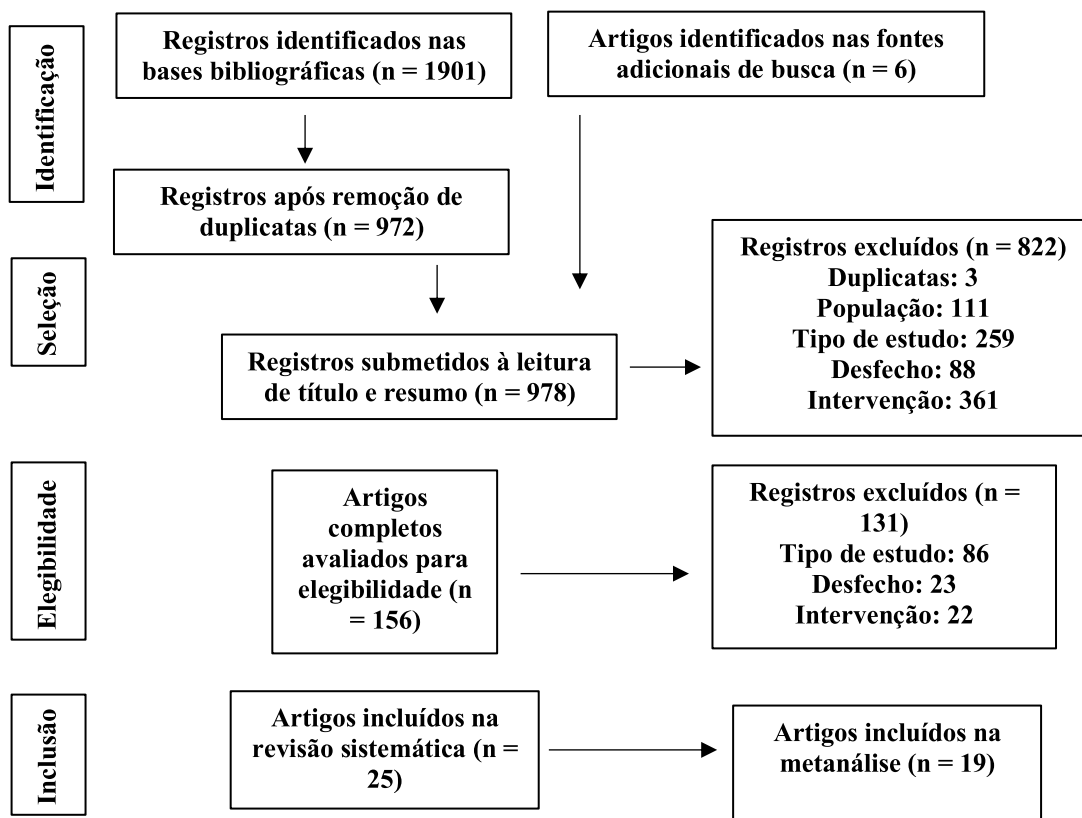 Identificação
Registros identificados nas
bases bibliográficas (n = 1901)
Artigos identificados nas fontes
adicionais de busca (n = 6)
Registros após remoção de
duplicatas (n = 972)
Seleção
Registros submetidos à leitura
de título e resumo (n = 978)
Registros excluídos (n = 822)
Duplicatas: 3
População: 111
Tipo de estudo: 259
Desfecho: 88
Intervenção: 361
Elegibilidade
Artigos
completos
avaliados para
elegibilidade (n
= 156)
Registros excluídos (n =
131)
Tipo de estudo: 86
Desfecho: 23
Intervenção: 22
Inclusão
Artigos incluídos na
revisão sistemática (n =
25)
Artigos incluídos na
metanálise (n = 19)